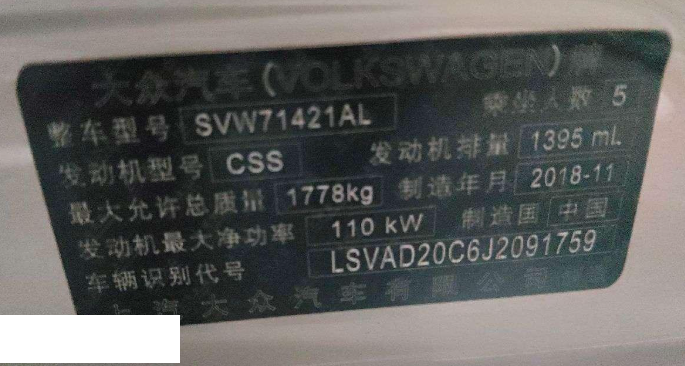 大众汽车(VOLKSWAGEN)牌
整车型号 SVW71421AL 乘坐人数 5
发动机型号 CSS 发动机排量 1395 mL
最大允许总质量 1778kg 制造年月 2018-11
发动机最大净功率 110 kW 制造国 中国
车辆识别代号 LSVAD20C6J2091759
上汽大众汽车有限公司